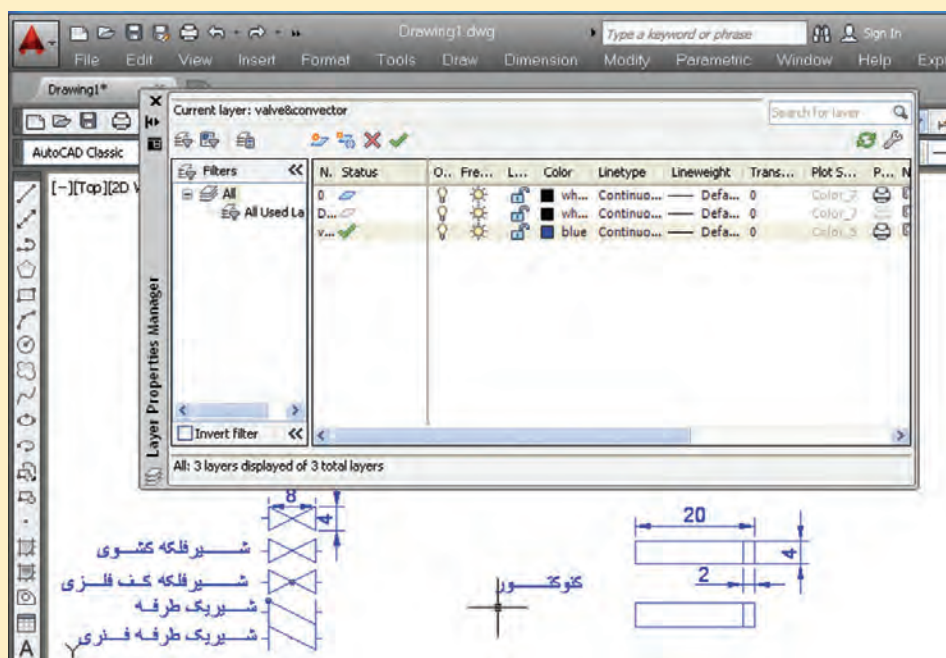 Drawing1.dwg
Type a keyword or phrase
Sign In
File Edit View Insert Format Tools Draw Dimension Modify Parametric Window Help Exp
Drawing1*
Current layer: valve&convector
Search for layer
AutoCAD Classic
[-][Top][2D
Filters
All
All Used La
N. Status O.. Fre... L... Color Linetype Lineweight Trans... Plot S... P... N
0 wh... Continuo... Defa... 0 Color_7
D... wh... Continuo... Defa... 0 Color_7
v... blue Continuo... Defa... 0 Color_5
Invert filter
Layer Properties Manager
All: 3 layers displayed of 3 total layers
8
4
شیرفلکه کشوی
شیرفلکه کف فلزی
شیریک طرفه
شیریک طرفه فنری
کنوکتور
20
4
2
Y
A